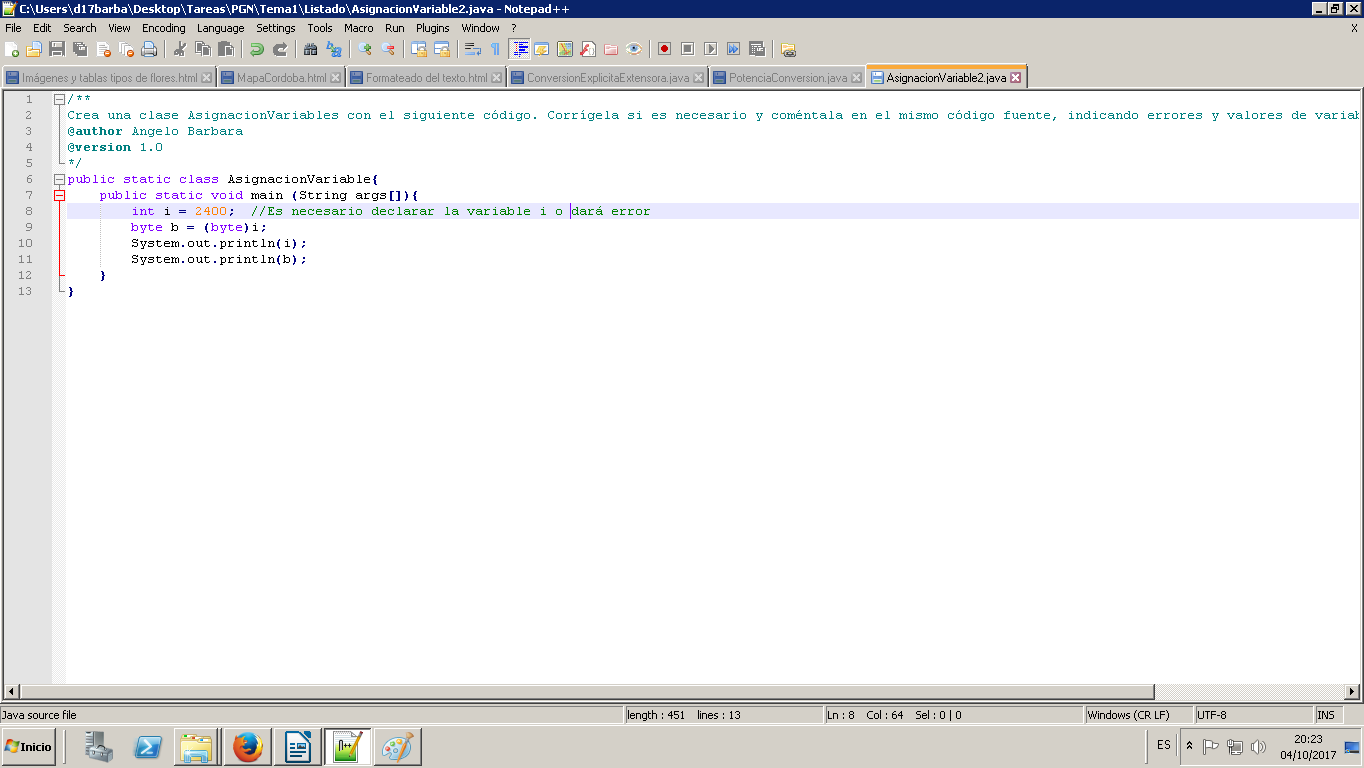 C:\Users\d17barba\Desktop\Tareas\PGN\Tema1\Listado\AsignacionVariable2.java - Notepad++
File Edit Search View Encoding Language Settings Tools Macro Run Plugins Window ? X
Imágenes y tablas tipos de flores.html MapaCordoba.html Formateado del texto.html ConversionExplicitaExtensora.java PotenciaConversion.java AsignacionVariable2.java
1 /**
2 Crea una clase AsignacionVariables con el siguiente código. Corrígela si es necesario y coméntala en el mismo código fuente, indicando errores y valores de variab
3 @author Angelo Barbara
4 @version 1.0
5 */
6 public static class AsignacionVariable{
7 public static void main (String args[]){
8 int i = 2400; //Es necesario declarar la variable i o dará error
9 byte b = (byte)i;
10 System.out.println(i);
11 System.out.println(b);
12 }
13 }
Java source file length : 451 lines : 13 Ln : 8 Col : 64 Sel : 0 | 0 Windows (CR LF) UTF-8 INS
Inicio ES 20:23
04/10/2017